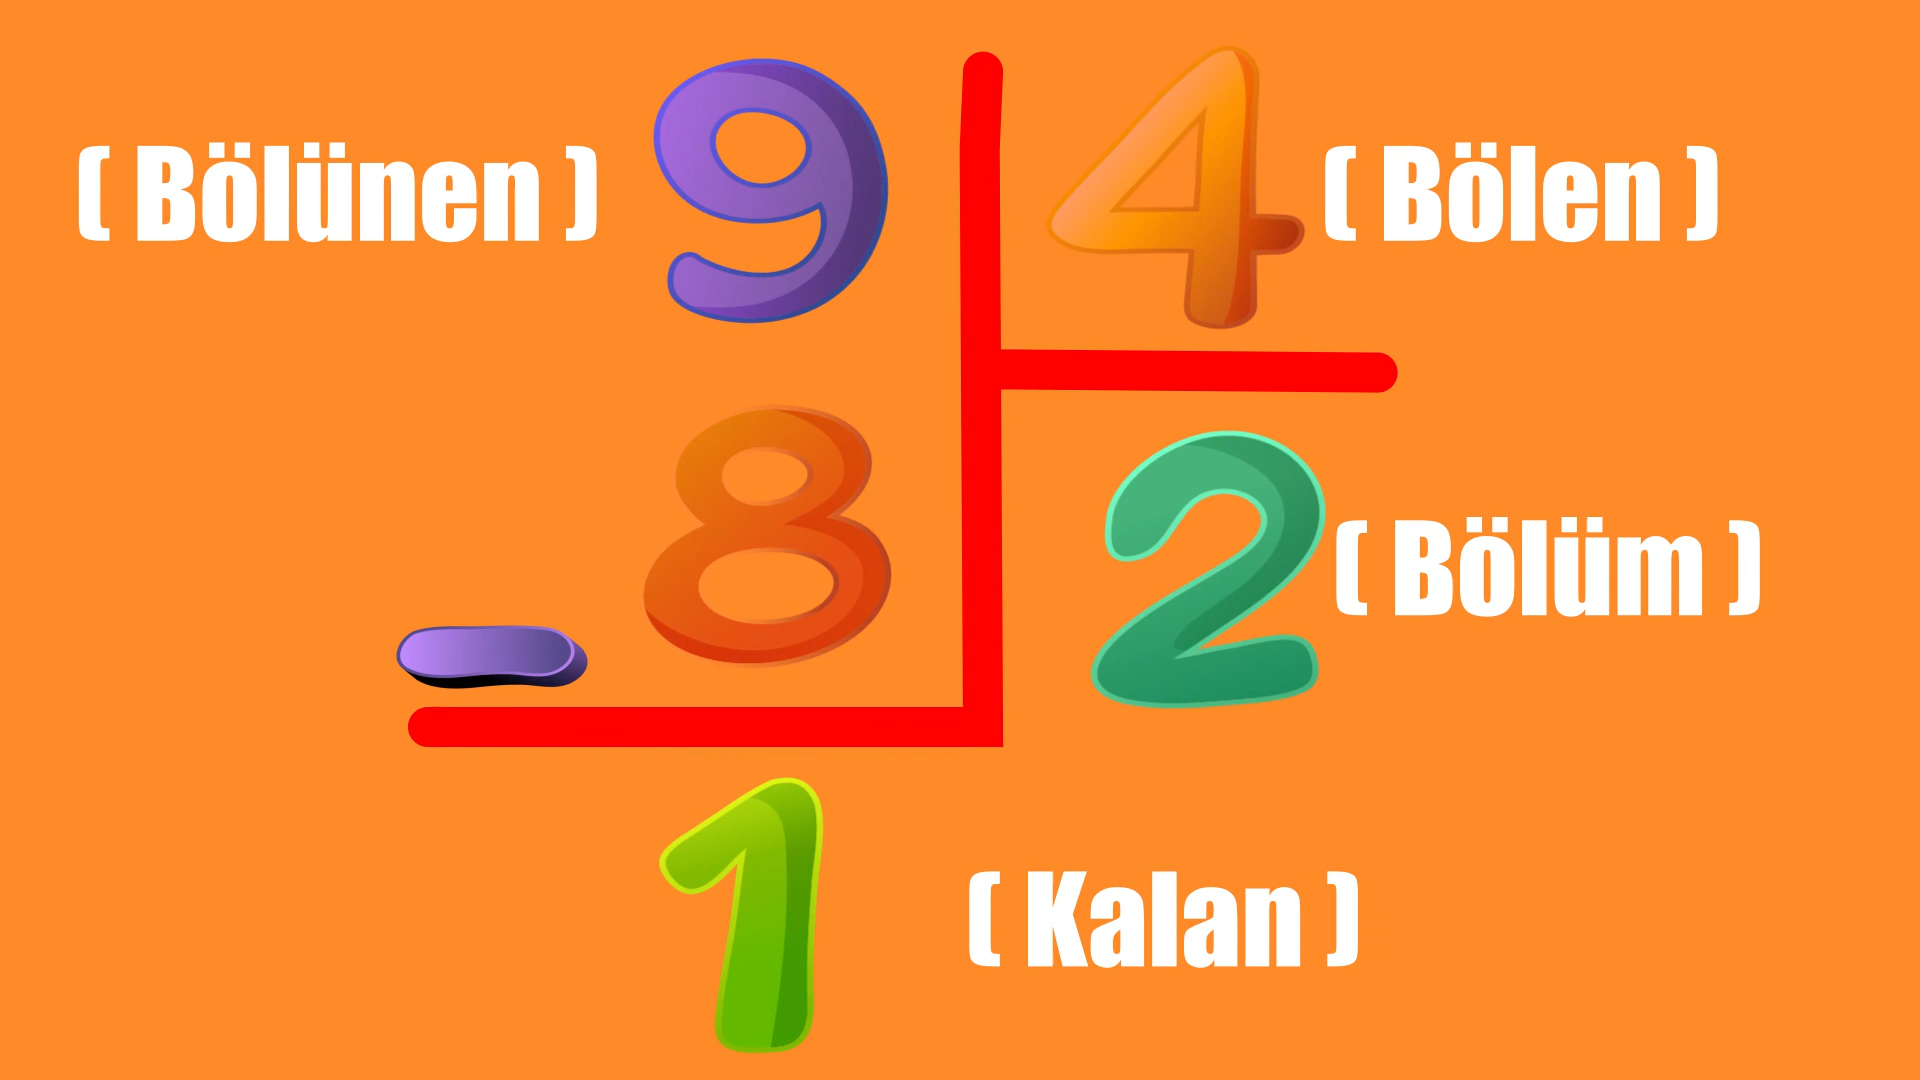 ( Bölünen ) 9 4 ( Bölen )
- 8 2 ( Bölüm )
1 ( Kalan )